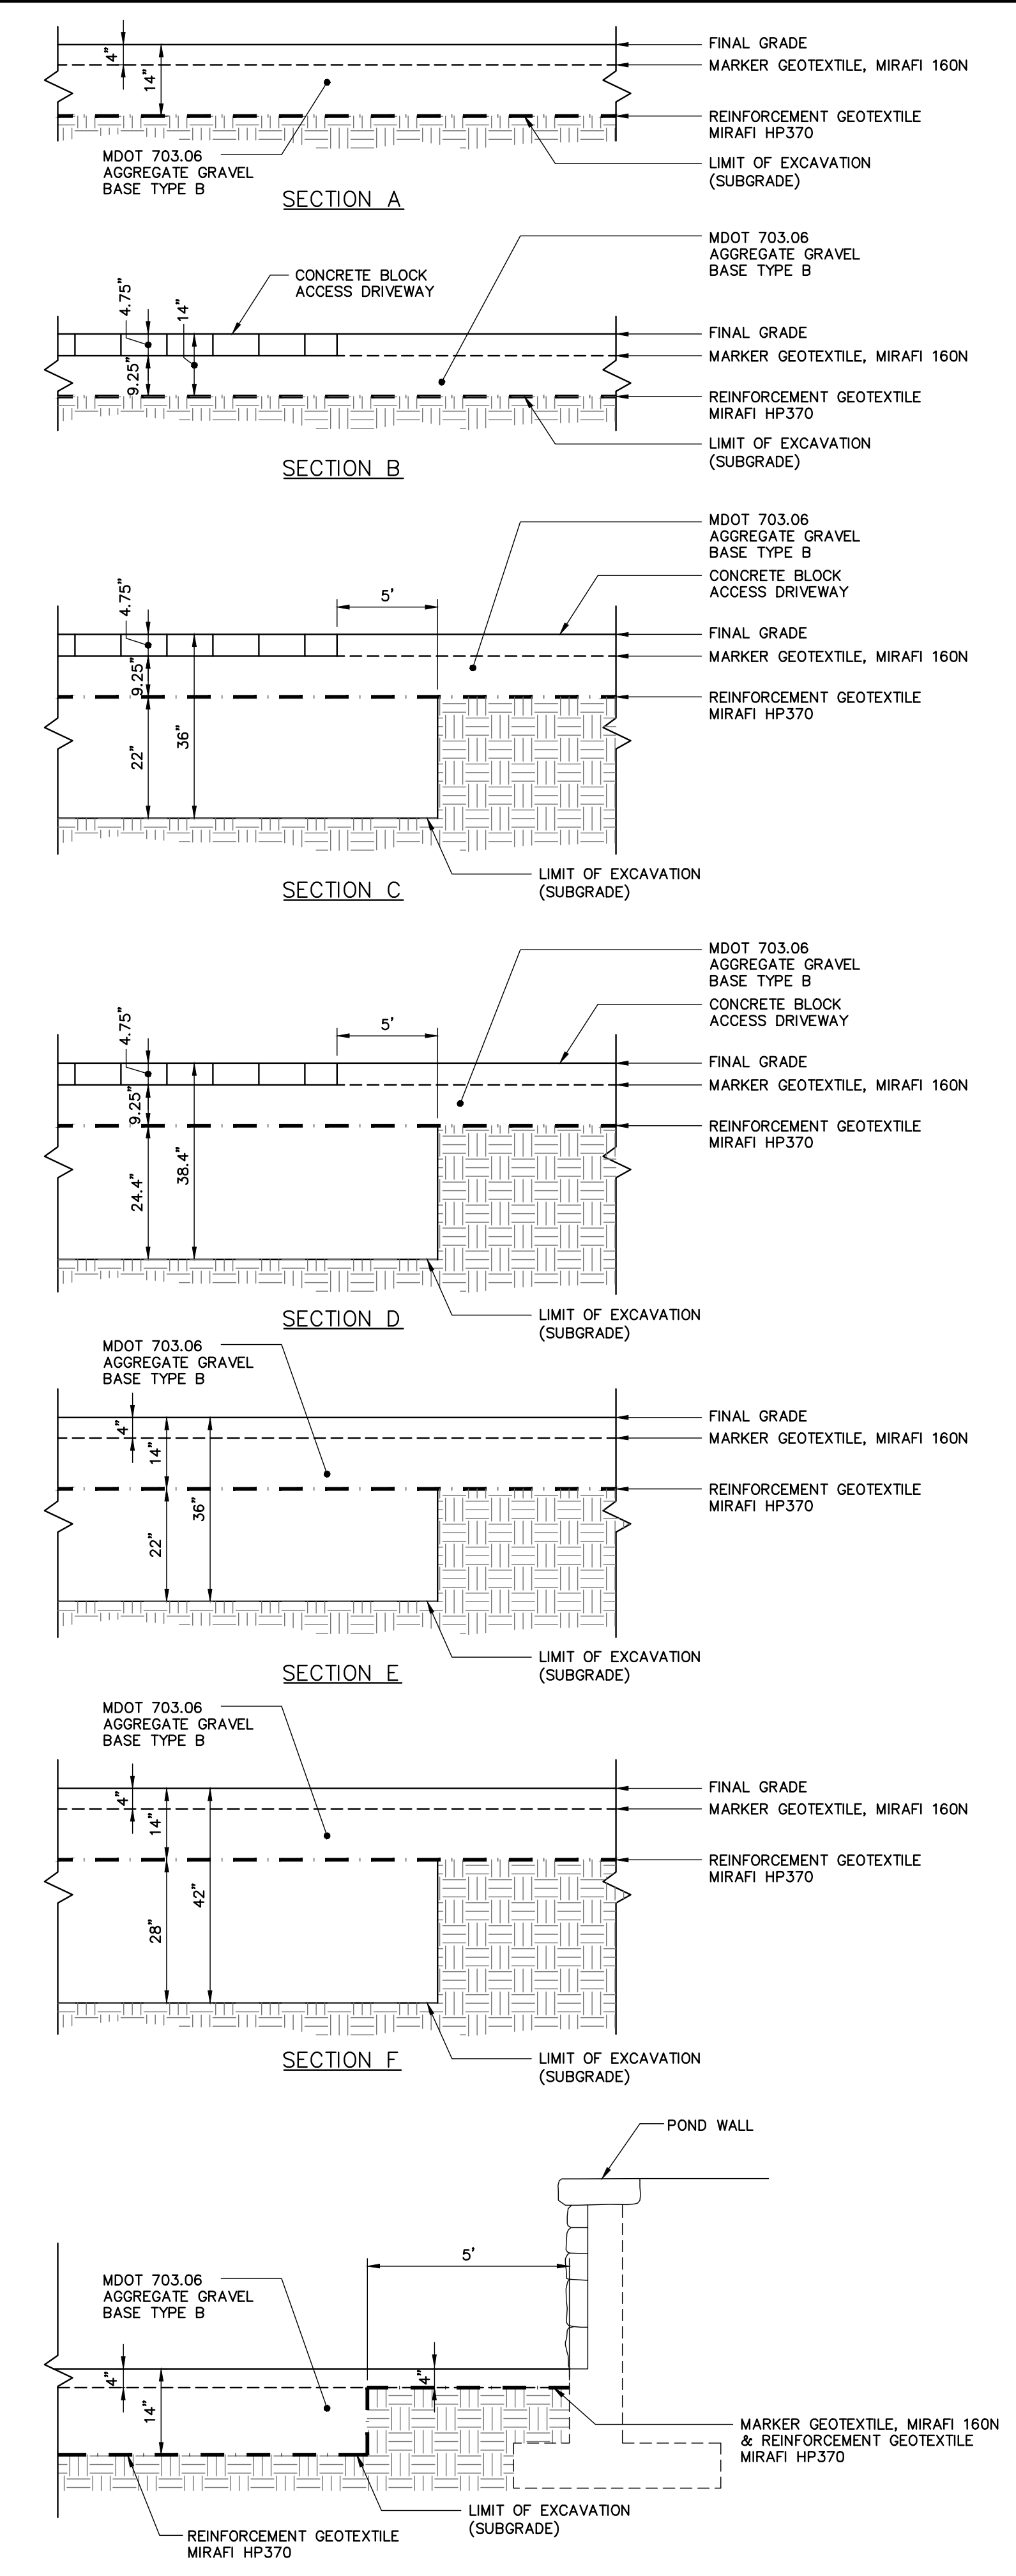 FINAL GRADE
MARKER GEOTEXTILE, MIRAFI 160N
4"
14"
REINFORCEMENT GEOTEXTILE
MIRAFI HP370
MDOT 703.06
AGGREGATE GRAVEL
BASE TYPE B
LIMIT OF EXCAVATION
(SUBGRADE)
SECTION A
MDOT 703.06
AGGREGATE GRAVEL
BASE TYPE B
CONCRETE BLOCK
ACCESS DRIVEWAY
4.75"
14"
9.25"
FINAL GRADE
MARKER GEOTEXTILE, MIRAFI 160N
REINFORCEMENT GEOTEXTILE
MIRAFI HP370
LIMIT OF EXCAVATION
(SUBGRADE)
SECTION B
MDOT 703.06
AGGREGATE GRAVEL
BASE TYPE B
CONCRETE BLOCK
ACCESS DRIVEWAY
4.75"
5'
FINAL GRADE
MARKER GEOTEXTILE, MIRAFI 160N
9.25"
REINFORCEMENT GEOTEXTILE
MIRAFI HP370
22"
36"
LIMIT OF EXCAVATION
(SUBGRADE)
SECTION C
MDOT 703.06
AGGREGATE GRAVEL
BASE TYPE B
CONCRETE BLOCK
ACCESS DRIVEWAY
4.75"
5'
FINAL GRADE
MARKER GEOTEXTILE, MIRAFI 160N
9.25"
REINFORCEMENT GEOTEXTILE
MIRAFI HP370
24.4"
38.4"
LIMIT OF EXCAVATION
(SUBGRADE)
SECTION D
MDOT 703.06
AGGREGATE GRAVEL
BASE TYPE B
FINAL GRADE
MARKER GEOTEXTILE, MIRAFI 160N
4"
14"
REINFORCEMENT GEOTEXTILE
MIRAFI HP370
36"
22"
LIMIT OF EXCAVATION
(SUBGRADE)
SECTION E
MDOT 703.06
AGGREGATE GRAVEL
BASE TYPE B
FINAL GRADE
MARKER GEOTEXTILE, MIRAFI 160N
4"
14"
REINFORCEMENT GEOTEXTILE
MIRAFI HP370
42"
28"
LIMIT OF EXCAVATION
(SUBGRADE)
SECTION F
POND WALL
5'
MDOT 703.06
AGGREGATE GRAVEL
BASE TYPE B
4"
4"
14"
MARKER GEOTEXTILE, MIRAFI 160N
& REINFORCEMENT GEOTEXTILE
MIRAFI HP370
LIMIT OF EXCAVATION
(SUBGRADE)
REINFORCEMENT GEOTEXTILE
MIRAFI HP370